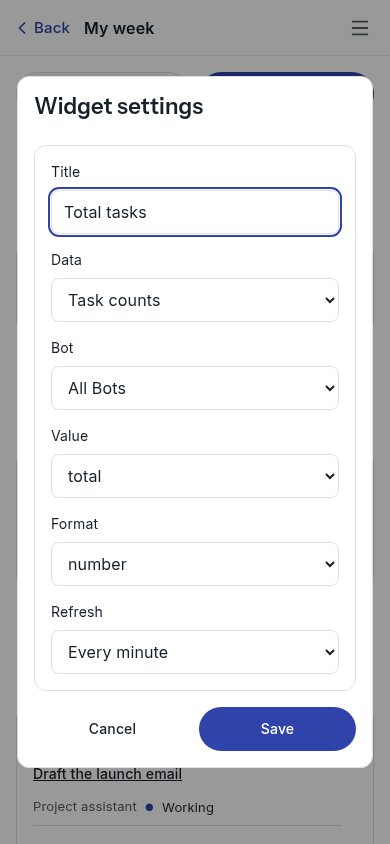 Back My week
Widget settings
Title
Total tasks
Data
Task counts
Bot
All Bots
Value
total
Format
number
Refresh
Every minute
Cancel Save
Draft the launch email
Project assistant Working